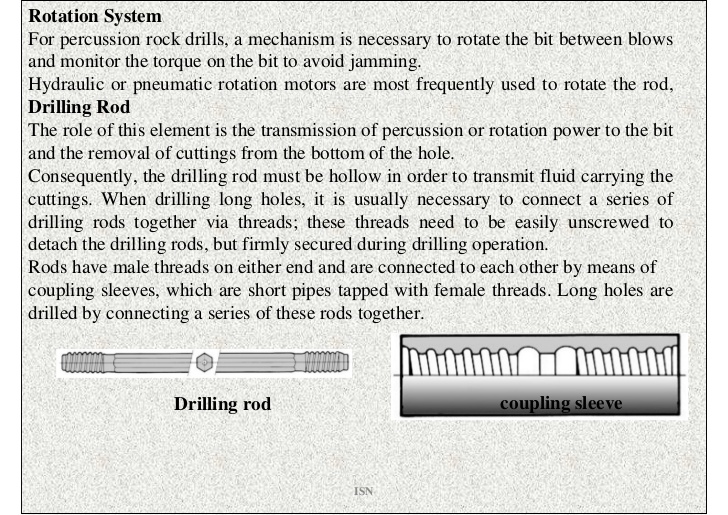 Rotation System
For percussion rock drills, a mechanism is necessary to rotate the bit between blows
and monitor the torque on the bit to avoid jamming.
Hydraulic or pneumatic rotation motors are most frequently used to rotate the rod,
Drilling Rod
The role of this element is the transmission of percussion or rotation power to the bit
and the removal of cuttings from the bottom of the hole.
Consequently, the drilling rod must be hollow in order to transmit fluid carrying the
cuttings. When drilling long holes, it is usually necessary to connect a series of
drilling rods together via threads; these threads need to be easily unscrewed to
detach the drilling rods, but firmly secured during drilling operation.
Rods have male threads on either end and are connected to each other by means of
coupling sleeves, which are short pipes tapped with female threads. Long holes are
drilled by connecting a series of these rods together.
Drilling rod
coupling sleeve
ISN